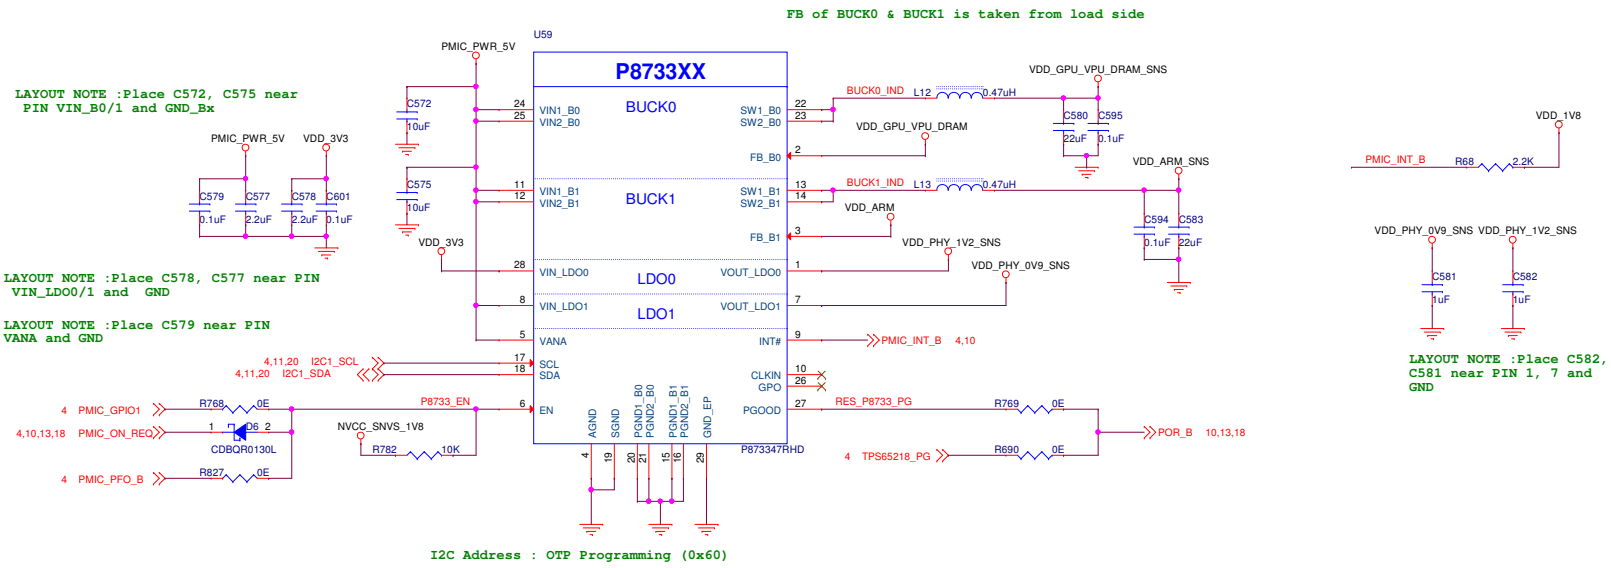 FB of BUCK0 & BUCK1 is taken from load side
U59
PMIC_PWR_5V
P8733XX
LAYOUT NOTE :Place C572, C575 near
PIN VIN_B0/1 and GND_Bx
C572
10uF
24 VIN1_B0
25 VIN2_B0
BUCK0
SW1_B0 22
SW2_B0 23
BUCK0_IND L12 0.47uH
VDD_GPU_VPU_DRAM_SNS
C580
22uF
C595
0.1uF
VDD_GPU_VPU_DRAM
FB_B0 2
VDD_1V8
PMIC_INT_B R68 2.2K
PMIC_PWR_5V
VDD_3V3
C579
0.1uF
C577
2.2uF
C578
2.2uF
C601
0.1uF
C575
10uF
11 VIN1_B1
12 VIN2_B1
BUCK1
SW1_B1 13
SW2_B1 14
BUCK1_IND L13 0.47uH
VDD_ARM_SNS
C594
0.1uF
C583
22uF
VDD_ARM
FB_B1 3
VDD_3V3
28 VIN_LDO0
LDO0
VOUT_LDO0 1
VDD_PHY_1V2_SNS
VDD_PHY_0V9_SNS
8 VIN_LDO1
LDO1
VOUT_LDO1 7
VDD_PHY_0V9_SNS VDD_PHY_1V2_SNS
C581
1uF
C582
1uF
LAYOUT NOTE :Place C578, C577 near PIN
VIN_LDO0/1 and GND
LAYOUT NOTE :Place C579 near PIN
VANA and GND
LAYOUT NOTE :Place C582,
C581 near PIN 1, 7 and
GND
5 VANA
INT# 9
PMIC_INT_B 4,10
4,11,20 I2C1_SCL 17 SCL
4,11,20 I2C1_SDA 18 SDA
CLKIN 10
GPO 26
4 PMIC_GPIO1 R768 0E
P8733_EN 6 EN
PGOOD 27 RES_P8733_PG R769 0E
4,10,13,18 PMIC_ON_REQ 1 D6 2
CDBQR0130L
NVCC_SNVS_1V8
R782 10K
POR_B 10,13,18
4 TPS65218_PG R690 0E
4 PMIC_PFO_B R827 0E
AGND
SGND
PGND1_B0
PGND2_B0
PGND1_B1
PGND2_B1
GND_EP
P873347RHD
4 19 20 21 15 16 29
I2C Address : OTP Programming (0x60)